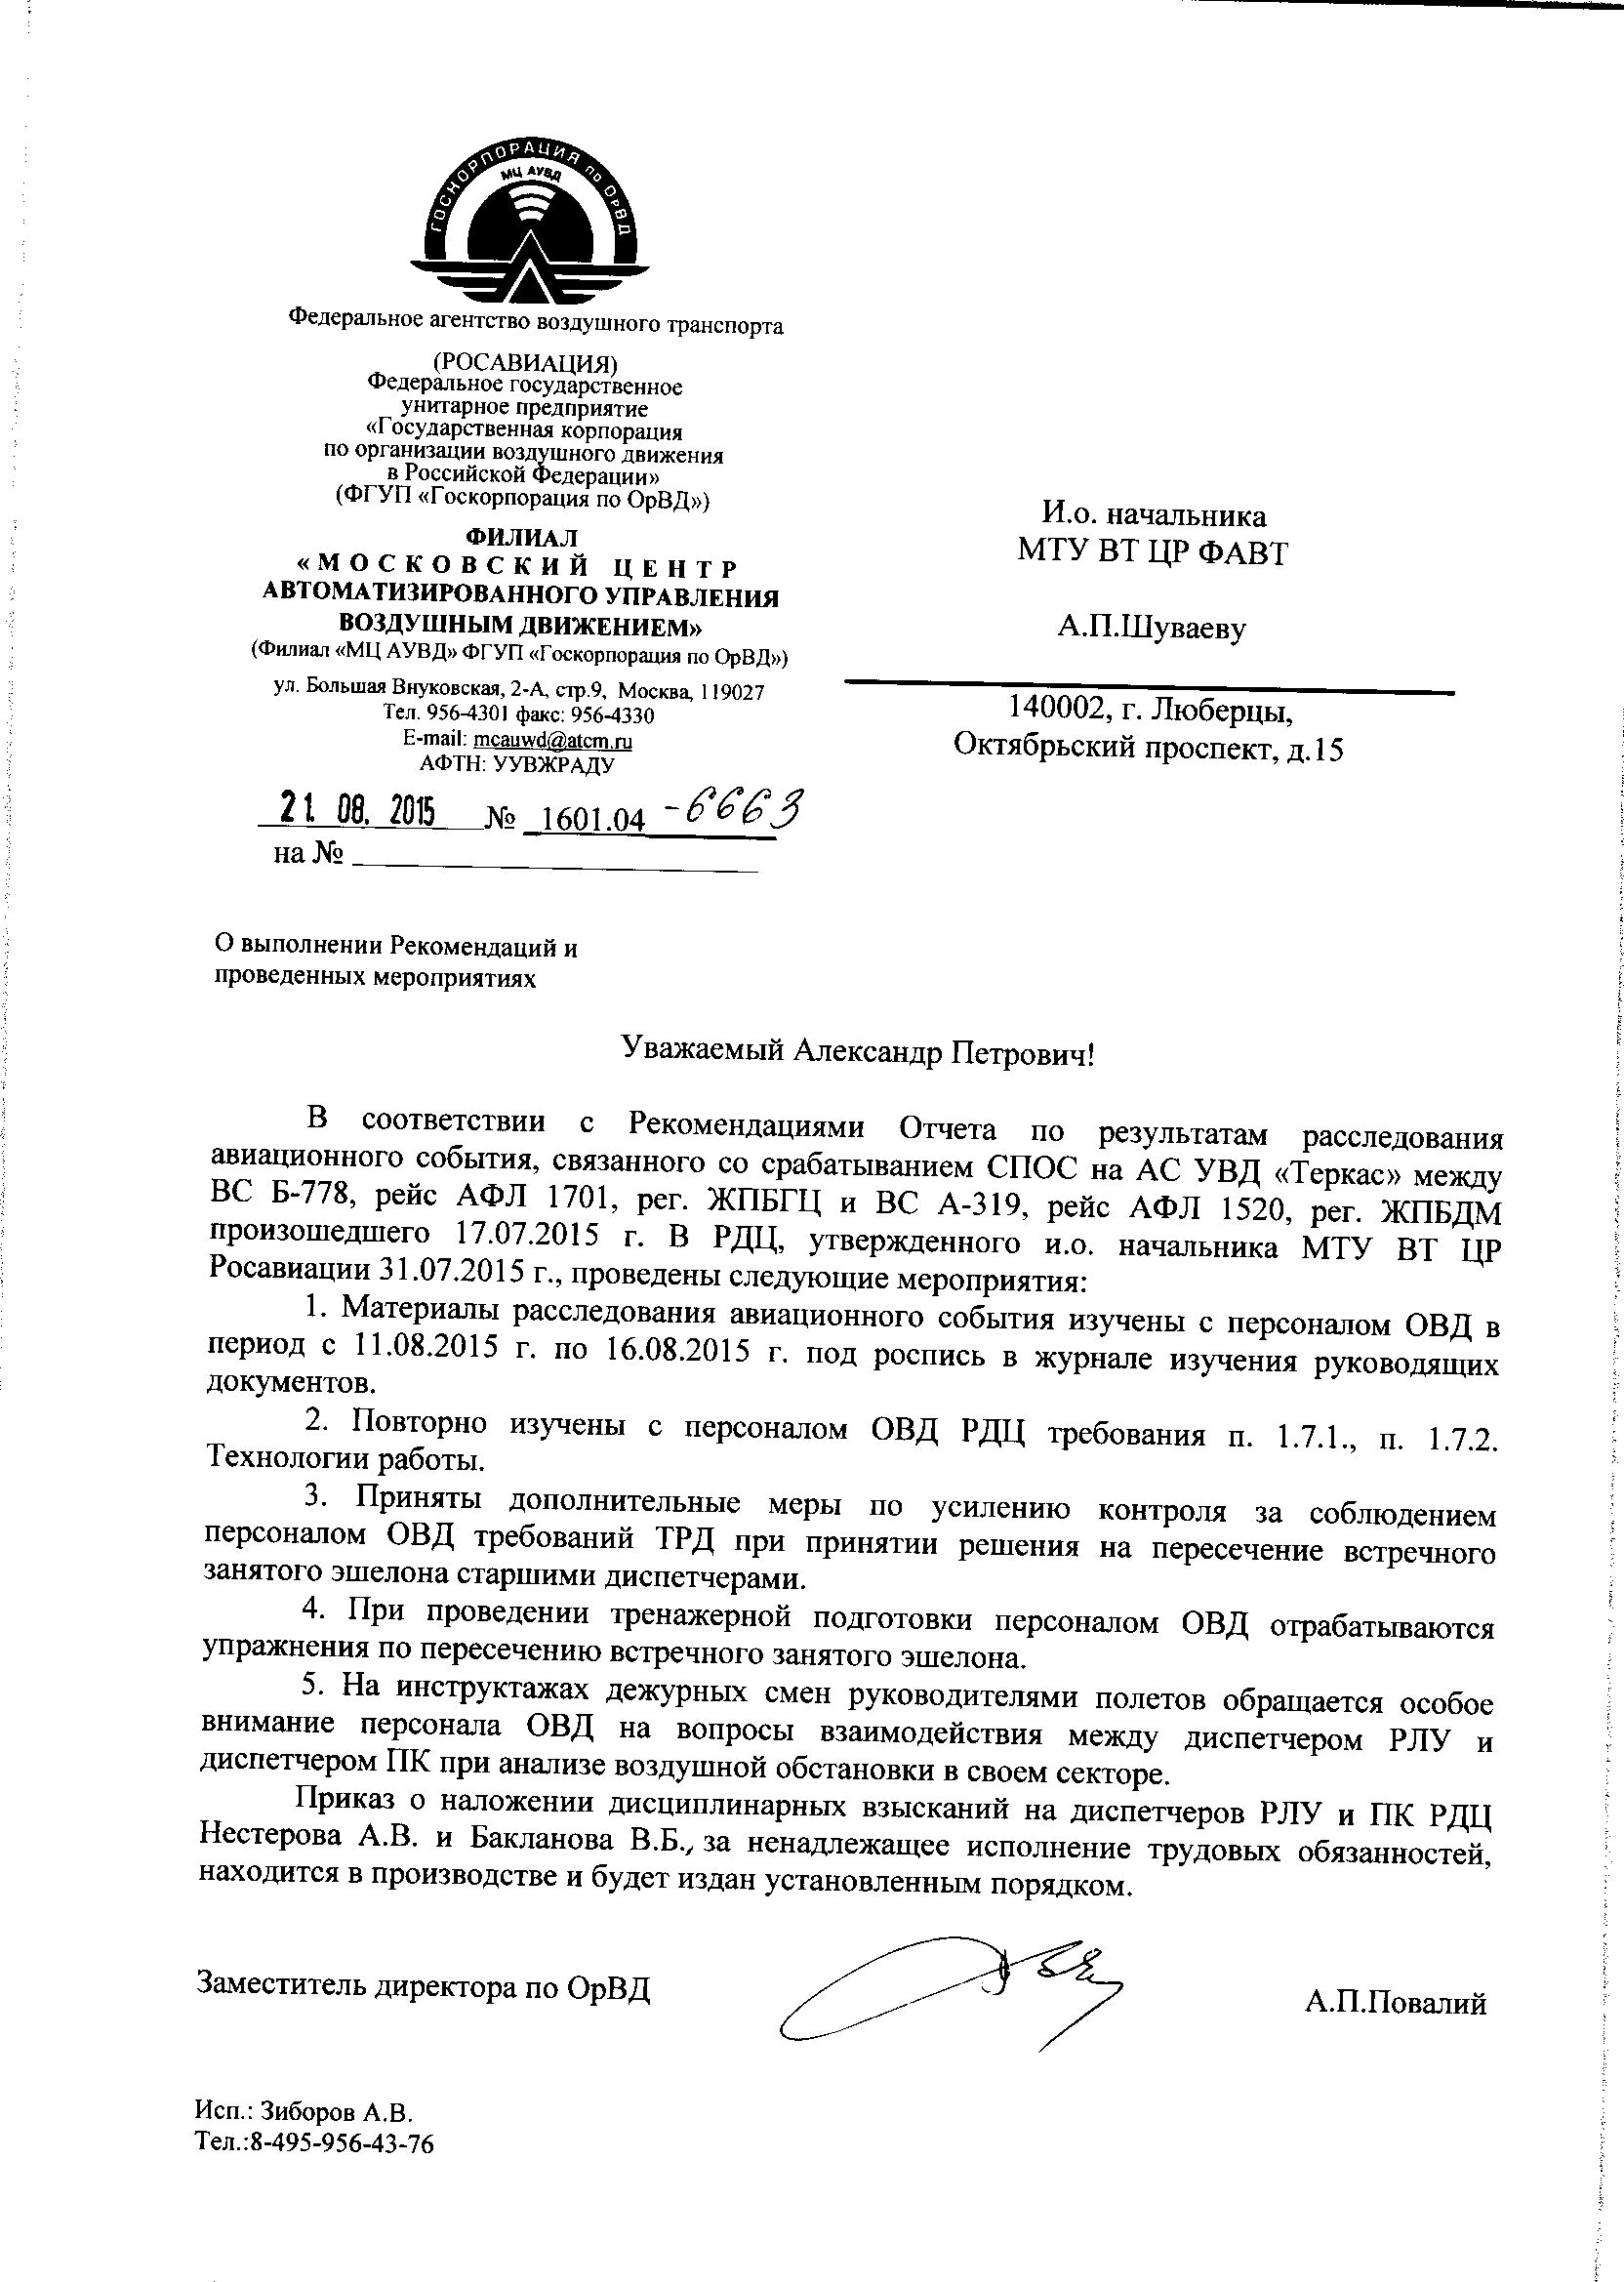 ГОСКОРПОРАЦИЯ по ОрВД
МЦ АУВД
Федеральное агентство воздушного транспорта
(РОСАВИАЦИЯ)
Федеральное государственное
унитарное предприятие
«Государственная корпорация
по организации воздушного движения
в Российской Федерации»
(ФГУП «Госкорпорация по ОрВД»)
ФИЛИАЛ
«МОСКОВСКИЙ ЦЕНТР
АВТОМАТИЗИРОВАННОГО УПРАВЛЕНИЯ
ВОЗДУШНЫМ ДВИЖЕНИЕМ»
(Филиал «МЦ АУВД» ФГУП «Госкорпорация по ОрВД»)
ул. Большая Внуковская, 2-А, стр.9, Москва, 119027
Тел. 956-4301 факс: 956-4330
E-mail: mcauwd@atcm.ru
АФТН: УУВЖРАДУ
21 08. 2015 № 1601.04 -6663
на №
И.о. начальника
МТУ ВТ ЦР ФАВТ
А.П.Шуваеву
140002, г. Люберцы,
Октябрьский проспект, д.15
О выполнении Рекомендаций и
проведенных мероприятиях
Уважаемый Александр Петрович!
В соответствии с Рекомендациями Отчета по результатам расследования
авиационного события, связанного со срабатыванием СПОС на АС УВД «Теркас» между
ВС Б-778, рейс АФЛ 1701, рег. ЖПБГЦ и ВС А-319, рейс АФЛ 1520, рег. ЖПБДМ
произошедшего 17.07.2015 г. В РДЦ, утвержденного и.о. начальника МТУ ВТ ЦР
Росавиации 31.07.2015 г., проведены следующие мероприятия:
1. Материалы расследования авиационного события изучены с персоналом ОВД в
период с 11.08.2015 г. по 16.08.2015 г. под роспись в журнале изучения руководящих
документов.
2. Повторно изучены с персоналом ОВД РДЦ требования п. 1.7.1., п. 1.7.2.
Технологии работы.
3. Приняты дополнительные меры по усилению контроля за соблюдением
персоналом ОВД требований ТРД при принятии решения на пересечение встречного
занятого эшелона старшими диспетчерами.
4. При проведении тренажерной подготовки персоналом ОВД отрабатываются
упражнения по пересечению встречного занятого эшелона.
5. На инструктажах дежурных смен руководителями полетов обращается особое
внимание персонала ОВД на вопросы взаимодействия между диспетчером РЛУ и
диспетчером ПК при анализе воздушной обстановки в своем секторе.
Приказ о наложении дисциплинарных взысканий на диспетчеров РЛУ и ПК РДЦ
Нестерова А.В. и Бакланова В.Б., за ненадлежащее исполнение трудовых обязанностей,
находится в производстве и будет издан установленным порядком.
Заместитель директора по ОрВД
А.П.Повалий
Исп.: Зиборов А.В.
Тел.:8-495-956-43-76